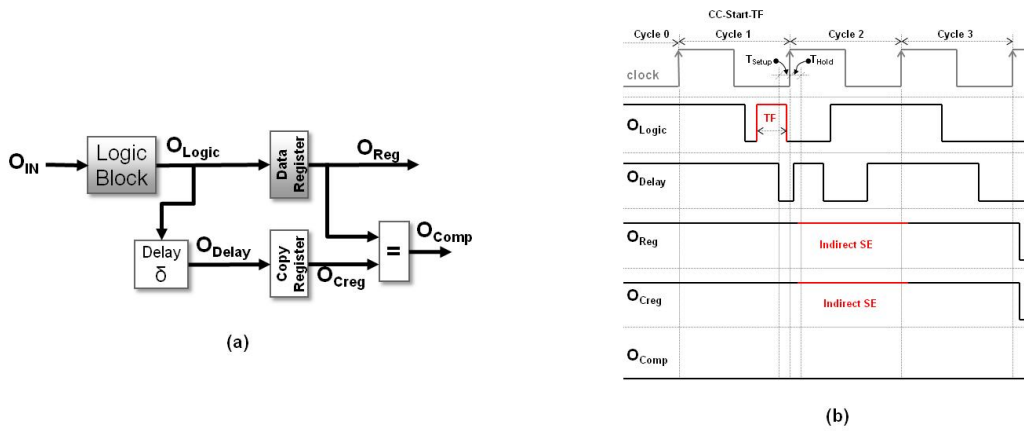 O_IN
Logic
Block
O_Logic
Data
Register
O_Reg
Delay
δ
O_Delay
Copy
Register
O_Creg
=
O_Comp
(a)
CC-Start-TF
Cycle 0
Cycle 1
Cycle 2
Cycle 3
T_Setup
T_Hold
clock
O_Logic
TF
O_Delay
O_Reg
Indirect SE
O_Creg
Indirect SE
O_Comp
(b)